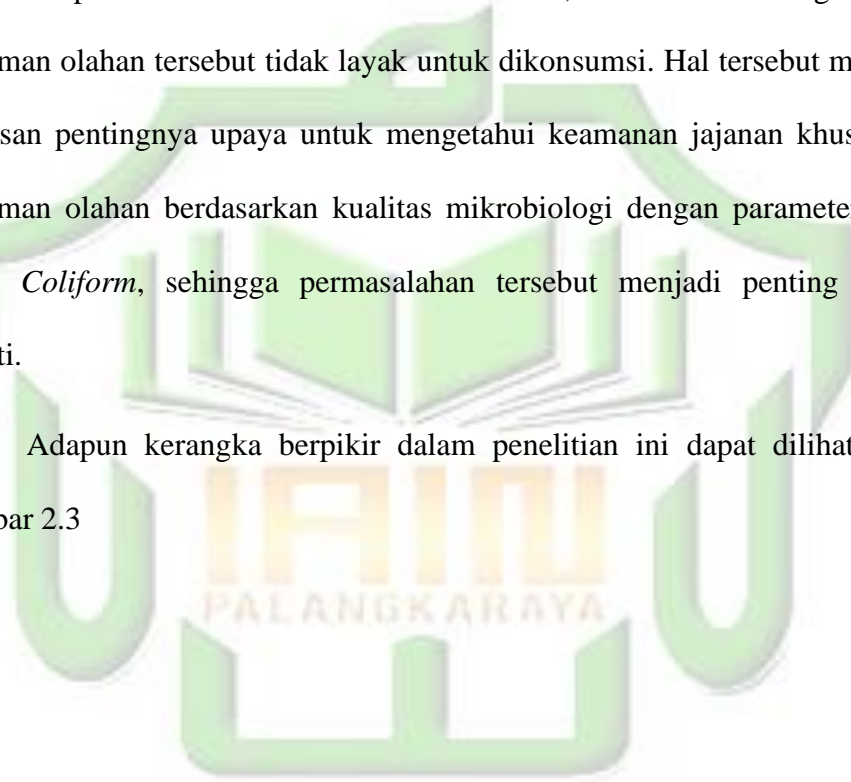 man olahan tersebut tidak layak untuk dikonsumsi. Hal tersebut m
san pentingnya upaya untuk mengetahui keamanan jajanan khus
man olahan berdasarkan kualitas mikrobiologi dengan parameter
Coliform, sehingga permasalahan tersebut menjadi penting
ti.
Adapun kerangka berpikir dalam penelitian ini dapat dilihat
bar 2.3
IAIN
PALANGKARAYA